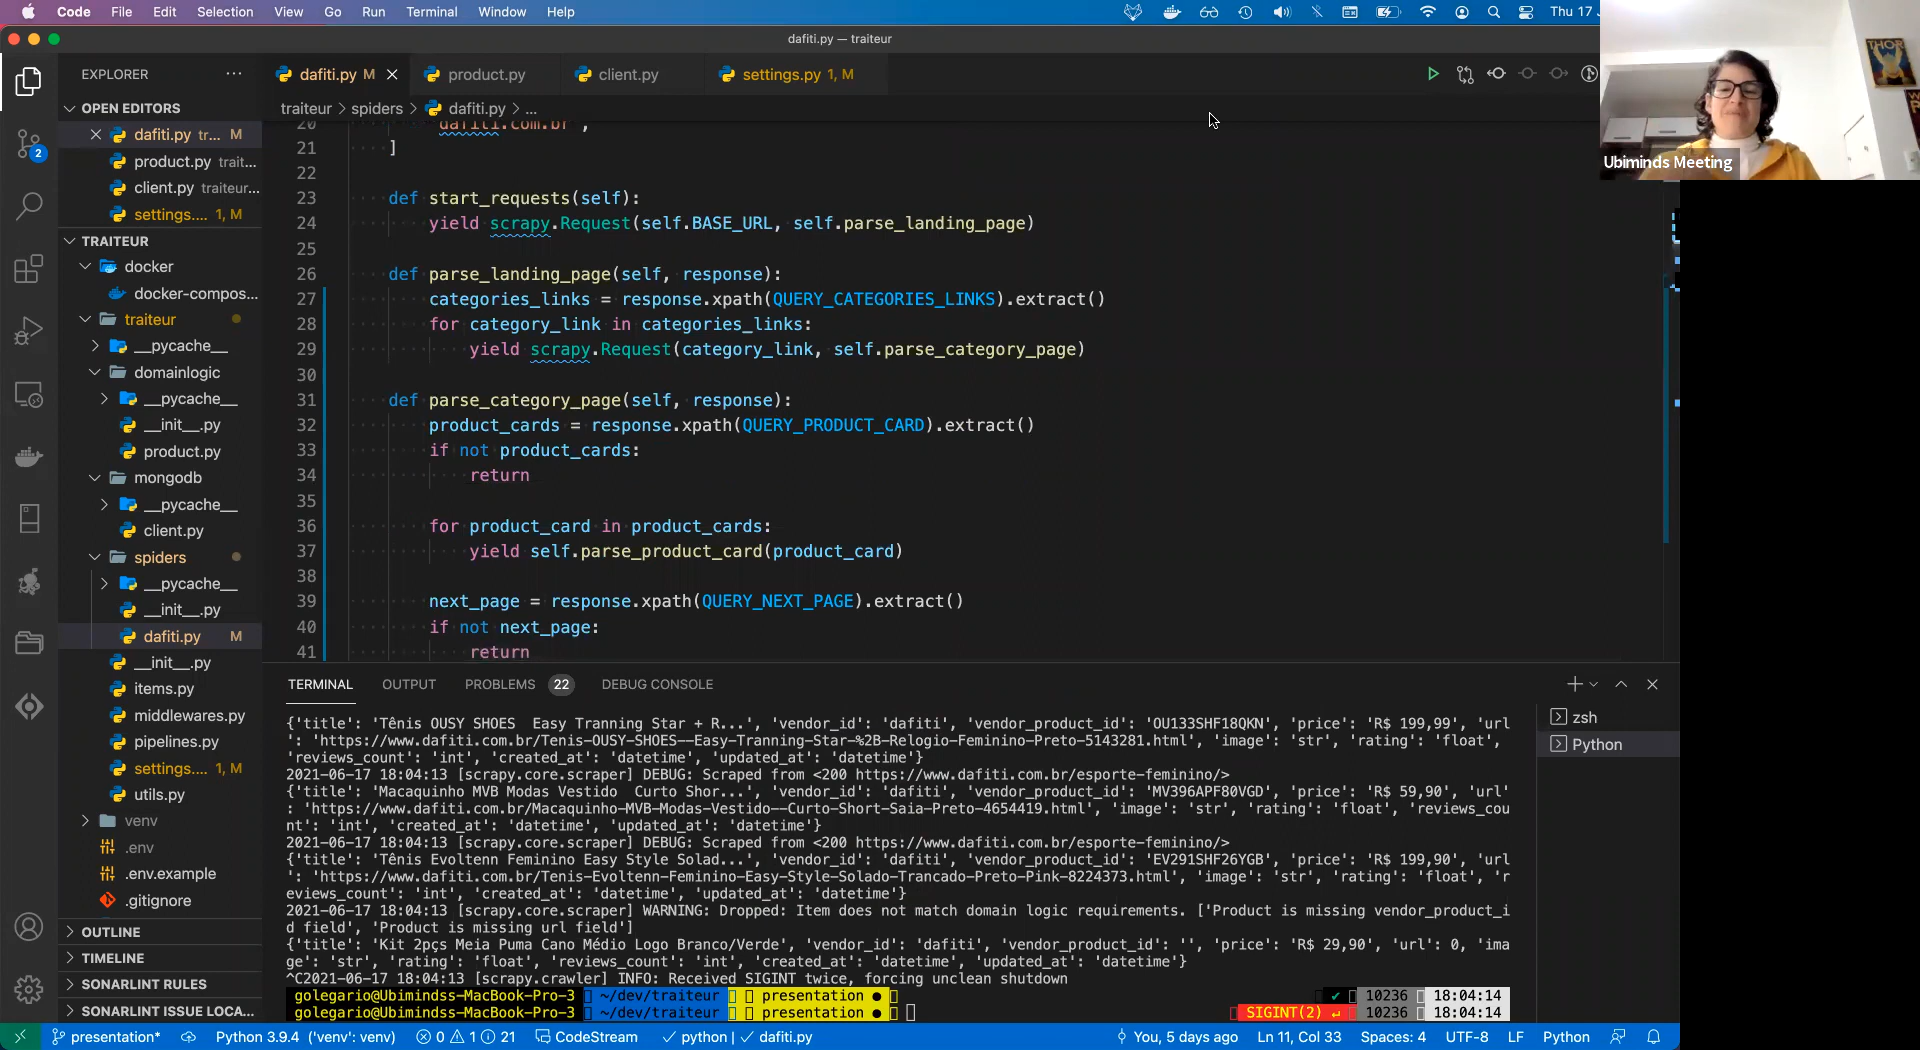 Code File Edit Selection View Go Run Terminal Window Help Thu 17
dafiti.py — traiteur
EXPLORER
dafiti.py M
product.py
client.py
settings.py 1, M
OPEN EDITORS
dafiti.py tr... M
product.py trait...
client.py traiteur...
settings.... 1, M
TRAITEUR
docker
docker-compos...
traiteur
__pycache__
domainlogic
__pycache__
__init__.py
product.py
mongodb
__pycache__
client.py
spiders
__pycache__
__init__.py
dafiti.py M
__init__.py
items.py
middlewares.py
pipelines.py
settings.... 1, M
utils.py
venv
.env
.env.example
.gitignore
OUTLINE
TIMELINE
SONARLINT RULES
SONARLINT ISSUE LOCA...
2
traiteur > spiders > dafiti.py > ...
20 dafiti.com.br ,
21 ]
22
23 def start_requests(self):
24 yield scrapy.Request(self.BASE_URL, self.parse_landing_page)
25
26 def parse_landing_page(self, response):
27 categories_links = response.xpath(QUERY_CATEGORIES_LINKS).extract()
28 for category_link in categories_links:
29 yield scrapy.Request(category_link, self.parse_category_page)
30
31 def parse_category_page(self, response):
32 product_cards = response.xpath(QUERY_PRODUCT_CARD).extract()
33 if not product_cards:
34 return
35
36 for product_card in product_cards:
37 yield self.parse_product_card(product_card)
38
39 next_page = response.xpath(QUERY_NEXT_PAGE).extract()
40 if not next_page:
41 return
TERMINAL OUTPUT PROBLEMS 22 DEBUG CONSOLE
{'title': 'Tênis OUSY SHOES  Easy Tranning Star + R...', 'vendor_id': 'dafiti', 'vendor_product_id': 'OU133SHF18QKN', 'price': 'R$ 199,99', 'url
': 'https://www.dafiti.com.br/Tenis-OUSY-SHOES--Easy-Tranning-Star-%2B-Relogio-Feminino-Preto-5143281.html', 'image': 'str', 'rating': 'float',
'reviews_count': 'int', 'created_at': 'datetime', 'updated_at': 'datetime'}
2021-06-17 18:04:13 [scrapy.core.scraper] DEBUG: Scraped from <200 https://www.dafiti.com.br/esporte-feminino/>
{'title': 'Macaquinho MVB Modas Vestido  Curto Shor...', 'vendor_id': 'dafiti', 'vendor_product_id': 'MV396APF80VGD', 'price': 'R$ 59,90', 'url'
: 'https://www.dafiti.com.br/Macaquinho-MVB-Modas-Vestido--Curto-Short-Saia-Preto-4654419.html', 'image': 'str', 'rating': 'float', 'reviews_cou
nt': 'int', 'created_at': 'datetime', 'updated_at': 'datetime'}
2021-06-17 18:04:13 [scrapy.core.scraper] DEBUG: Scraped from <200 https://www.dafiti.com.br/esporte-feminino/>
{'title': 'Tênis Evoltenn Feminino Easy Style Solad...', 'vendor_id': 'dafiti', 'vendor_product_id': 'EV291SHF26YGB', 'price': 'R$ 199,90', 'url
': 'https://www.dafiti.com.br/Tenis-Evoltenn-Feminino-Easy-Style-Solado-Trancado-Preto-Pink-8224373.html', 'image': 'str', 'rating': 'float', 'r
eviews_count': 'int', 'created_at': 'datetime', 'updated_at': 'datetime'}
2021-06-17 18:04:13 [scrapy.core.scraper] WARNING: Dropped: Item does not match domain logic requirements. ['Product is missing vendor_product_i
d field', 'Product is missing url field']
{'title': 'Kit 2pçs Meia Puma Cano Médio Logo Branco/Verde', 'vendor_id': 'dafiti', 'vendor_product_id': '', 'price': 'R$ 29,90', 'url': 0, 'ima
ge': 'str', 'rating': 'float', 'reviews_count': 'int', 'created_at': 'datetime', 'updated_at': 'datetime'}
^C2021-06-17 18:04:13 [scrapy.crawler] INFO: Received SIGINT twice, forcing unclean shutdown
golegario@Ubimindss-MacBook-Pro-3 ~/dev/traiteur presentation ● ✔ 10236 18:04:14
golegario@Ubimindss-MacBook-Pro-3 ~/dev/traiteur presentation ● SIGINT(2) ↵ 10236 18:04:14
zsh
Python
presentation* Python 3.9.4 ('venv': venv) 0 1 21 CodeStream python | dafiti.py You, 5 days ago Ln 11, Col 33 Spaces: 4 UTF-8 LF Python
THOR
Ubiminds Meeting